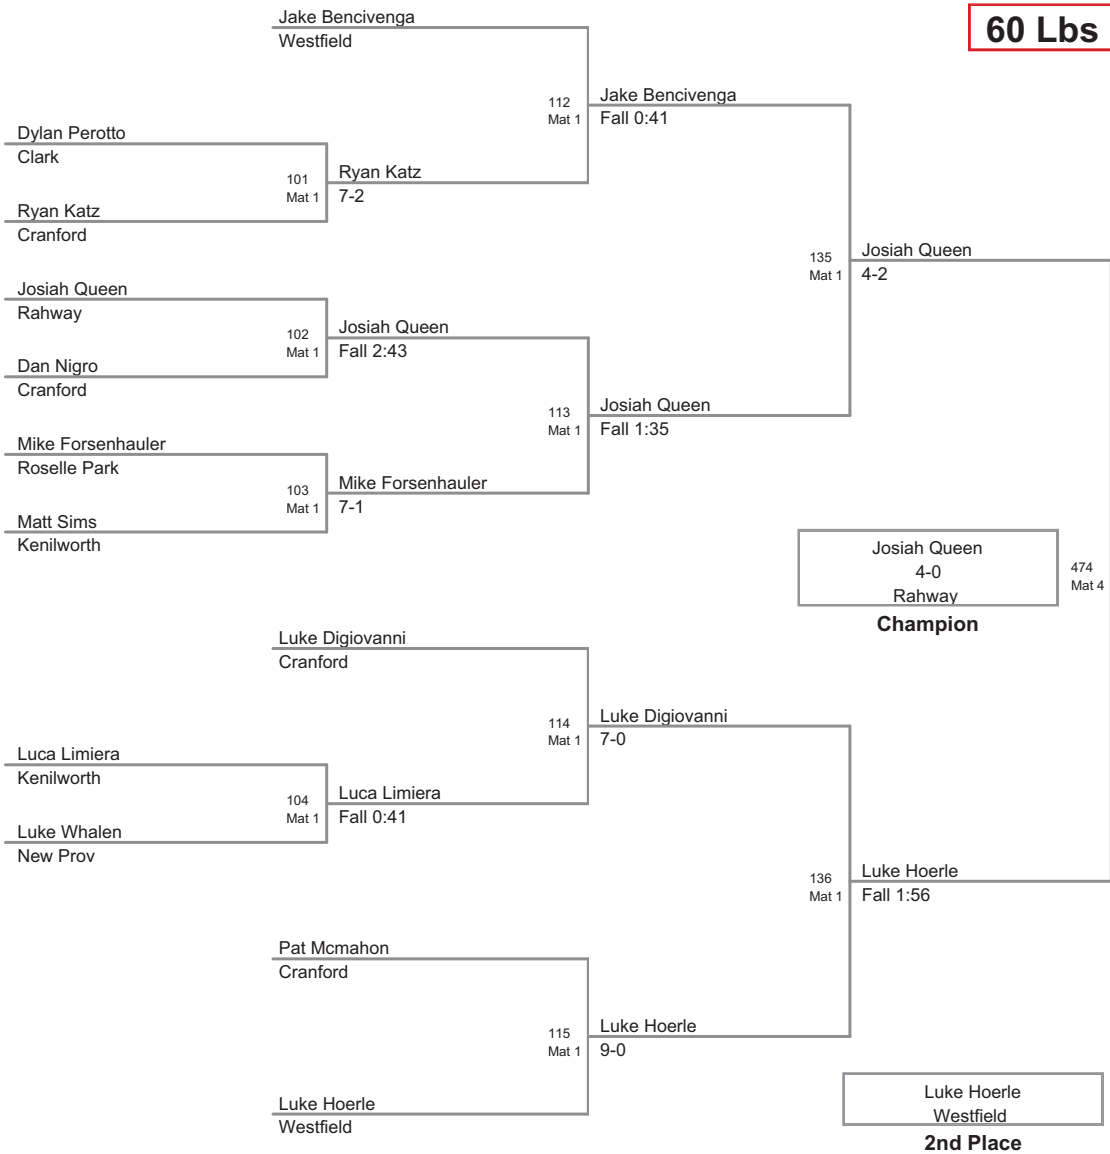 Jake Bencivenga
Westfield
60 Lbs
112
Mat 1
Jake Bencivenga
Fall 0:41
Dylan Perotto
Clark
101
Mat 1
Ryan Katz
7-2
Ryan Katz
Cranford
135
Mat 1
Josiah Queen
4-2
Josiah Queen
Rahway
102
Mat 1
Josiah Queen
Fall 2:43
Dan Nigro
Cranford
113
Mat 1
Josiah Queen
Fall 1:35
Mike Forsenhauler
Roselle Park
103
Mat 1
Mike Forsenhauler
7-1
Matt Sims
Kenilworth
Josiah Queen
4-0
Rahway
474
Mat 4
Champion
Luke Digiovanni
Cranford
114
Mat 1
Luke Digiovanni
7-0
Luca Limiera
Kenilworth
104
Mat 1
Luca Limiera
Fall 0:41
Luke Whalen
New Prov
136
Mat 1
Luke Hoerle
Fall 1:56
Pat Mcmahon
Cranford
115
Mat 1
Luke Hoerle
9-0
Luke Hoerle
Westfield
Luke Hoerle
Westfield
2nd Place